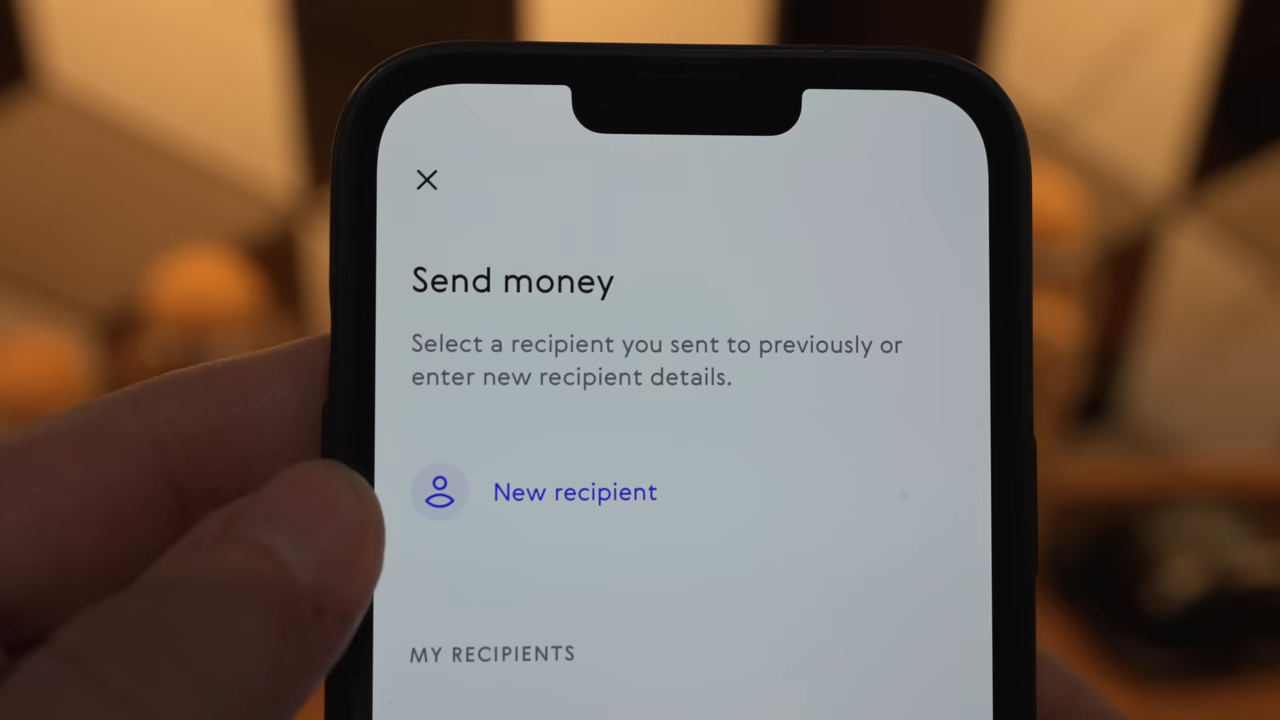 Send money
Select a recipient you sent to previously or
enter new recipient details.
New recipient
MY RECIPIENTS